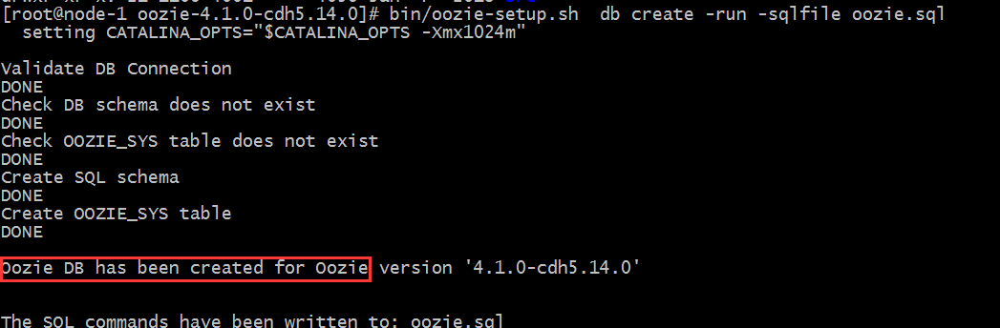 [root@node-1 oozie-4.1.0-cdh5.14.0]# bin/oozie-setup.sh  db create -run -sqlfile oozie.sql
  setting CATALINA_OPTS="$CATALINA_OPTS -Xmx1024m"
Validate DB Connection
DONE
Check DB schema does not exist
DONE
Check OOZIE_SYS table does not exist
DONE
Create SQL schema
DONE
Create OOZIE_SYS table
DONE
Oozie DB has been created for Oozie version '4.1.0-cdh5.14.0'
The SQL commands have been written to: oozie.sql